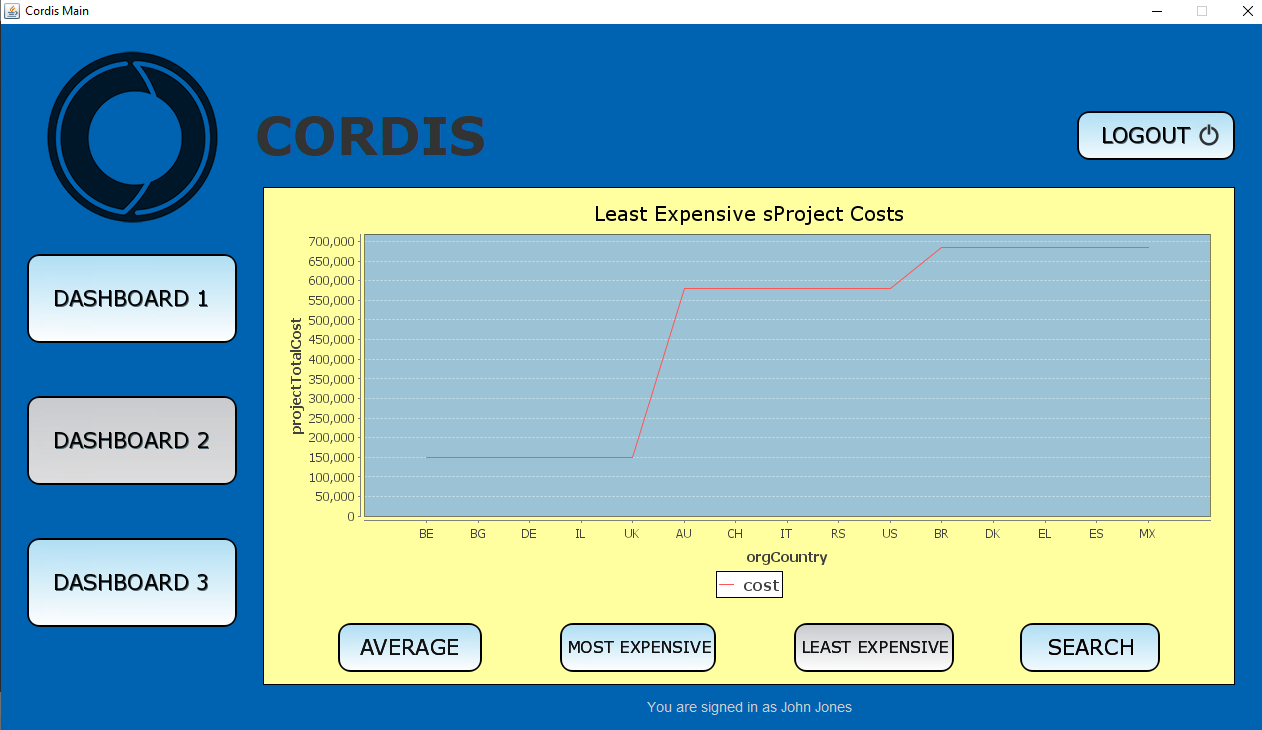 Cordis Main
CORDIS
LOGOUT
DASHBOARD 1
DASHBOARD 2
DASHBOARD 3
Least Expensive sProject Costs
projectTotalCost
700,000
650,000
600,000
550,000
500,000
450,000
400,000
350,000
300,000
250,000
200,000
150,000
100,000
50,000
0
BE BG DE IL UK AU CH IT RS US BR DK EL ES MX
orgCountry
cost
AVERAGE MOST EXPENSIVE LEAST EXPENSIVE SEARCH
You are signed in as John Jones